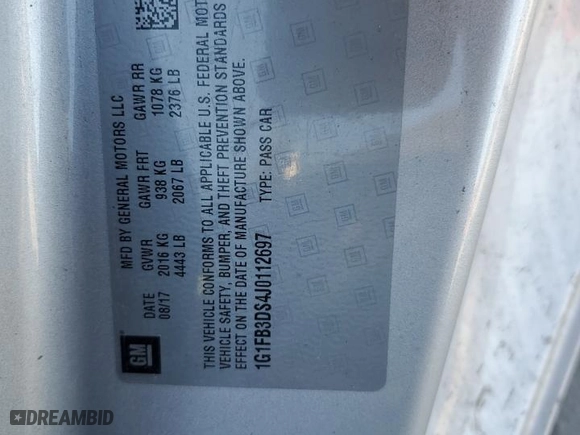 MFD BY GENERAL MOTORS LLC
DATE GVWR GAWR FRT GAWR RR
08/17 2016 KG 938 KG 1078 KG
4443 LB 2067 LB 2376 LB
THIS VEHICLE CONFORMS TO ALL APPLICABLE U.S. FEDERAL MOT
VEHICLE SAFETY, BUMPER, AND THEFT PREVENTION STANDARDS
EFFECT ON THE DATE OF MANUFACTURE SHOWN ABOVE.
1G1FB3DS4J0112697 TYPE: PASS CAR
GM
DREAMBID